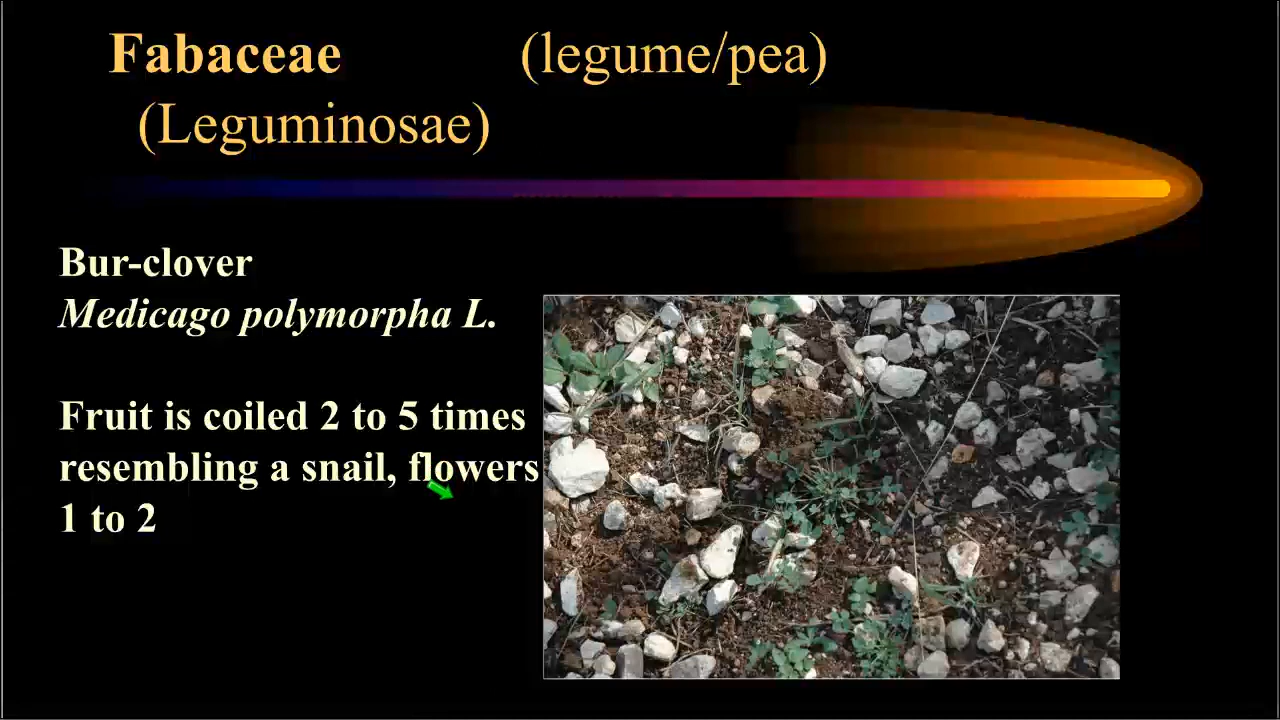 Fabaceae (legume/pea)
(Leguminosae)
Bur-clover
Medicago polymorpha L.
Fruit is coiled 2 to 5 times
resembling a snail, flowers
1 to 2